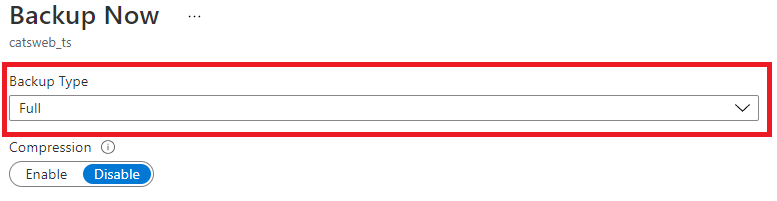 Backup Now ...
catsweb_ts
Backup Type
Full
Compression
Enable Disable